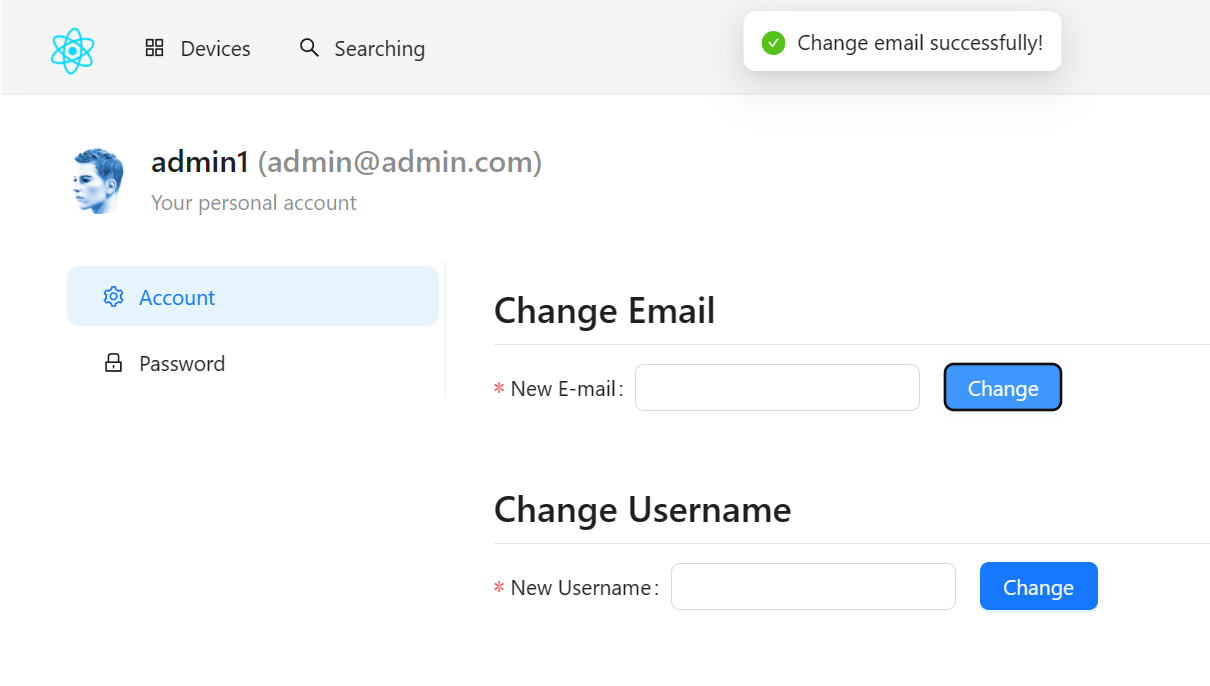 Devices
Searching
Change email successfully!
admin1 (admin@admin.com)
Your personal account
Account
Password
Change Email
* New E-mail:
Change
Change Username
* New Username:
Change